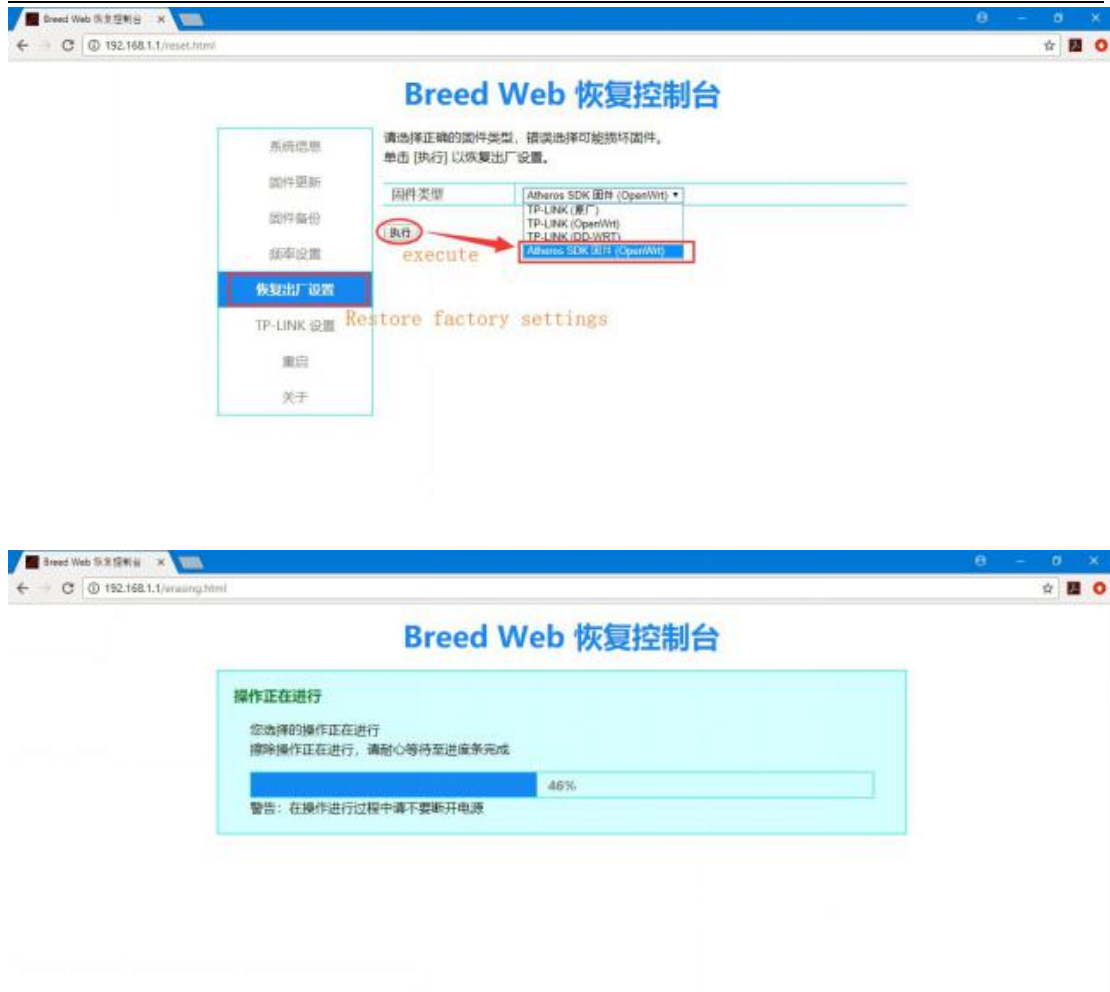 Breed Web 恢复控制台
192.168.1.1/reset.html
Breed Web 恢复控制台
系统信息
固件更新
固件备份
频率设置
恢复出厂设置
TP-LINK 设置
重启
关于
请选择正确的固件类型，错误选择可能损坏固件。
单击 [执行] 以恢复出厂设置。
固件类型
Atheros SDK 固件 (OpenWrt)
TP-LINK (原厂)
TP-LINK (OpenWrt)
TP-LINK (DD-WRT)
Atheros SDK 固件 (OpenWrt)
执行
execute
Restore factory settings
Breed Web 恢复控制台
192.168.1.1/erasing.html
Breed Web 恢复控制台
操作正在进行
您选择的操作正在进行
擦除操作正在进行，请耐心等待至进度条完成
46%
警告：在操作进行过程中请不要断开电源